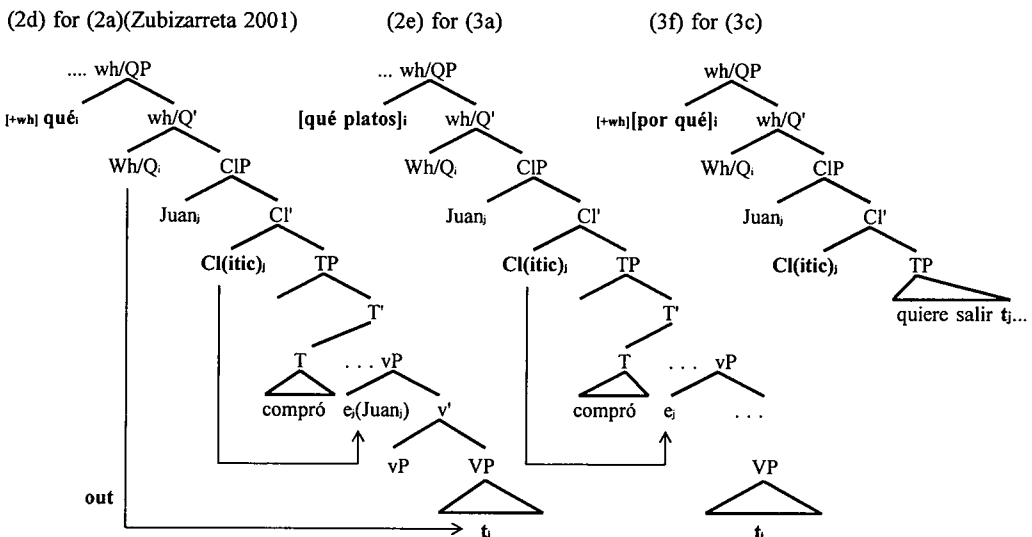 (2d) for (2a)(Zubizarreta 2001) (2e) for (3a) (3f) for (3c)
.... wh/QP ... wh/QP wh/QP
[+wh] quéᵢ wh/Q' [qué platos]ᵢ wh/Q' [+wh][por qué]ᵢ wh/Q'
Wh/Qᵢ ClP Wh/Qᵢ ClP Wh/Qᵢ ClP
Juanⱼ Cl' Juanⱼ Cl' Juanⱼ Cl'
Cl(itic)ⱼ TP Cl(itic)ⱼ TP Cl(itic)ⱼ TP
T' T' quiere salir tⱼ...
T . . . vP T . . . vP
compró eⱼ(Juanⱼ) v' compró eⱼ . . .
vP VP VP
out
tᵢ tᵢ